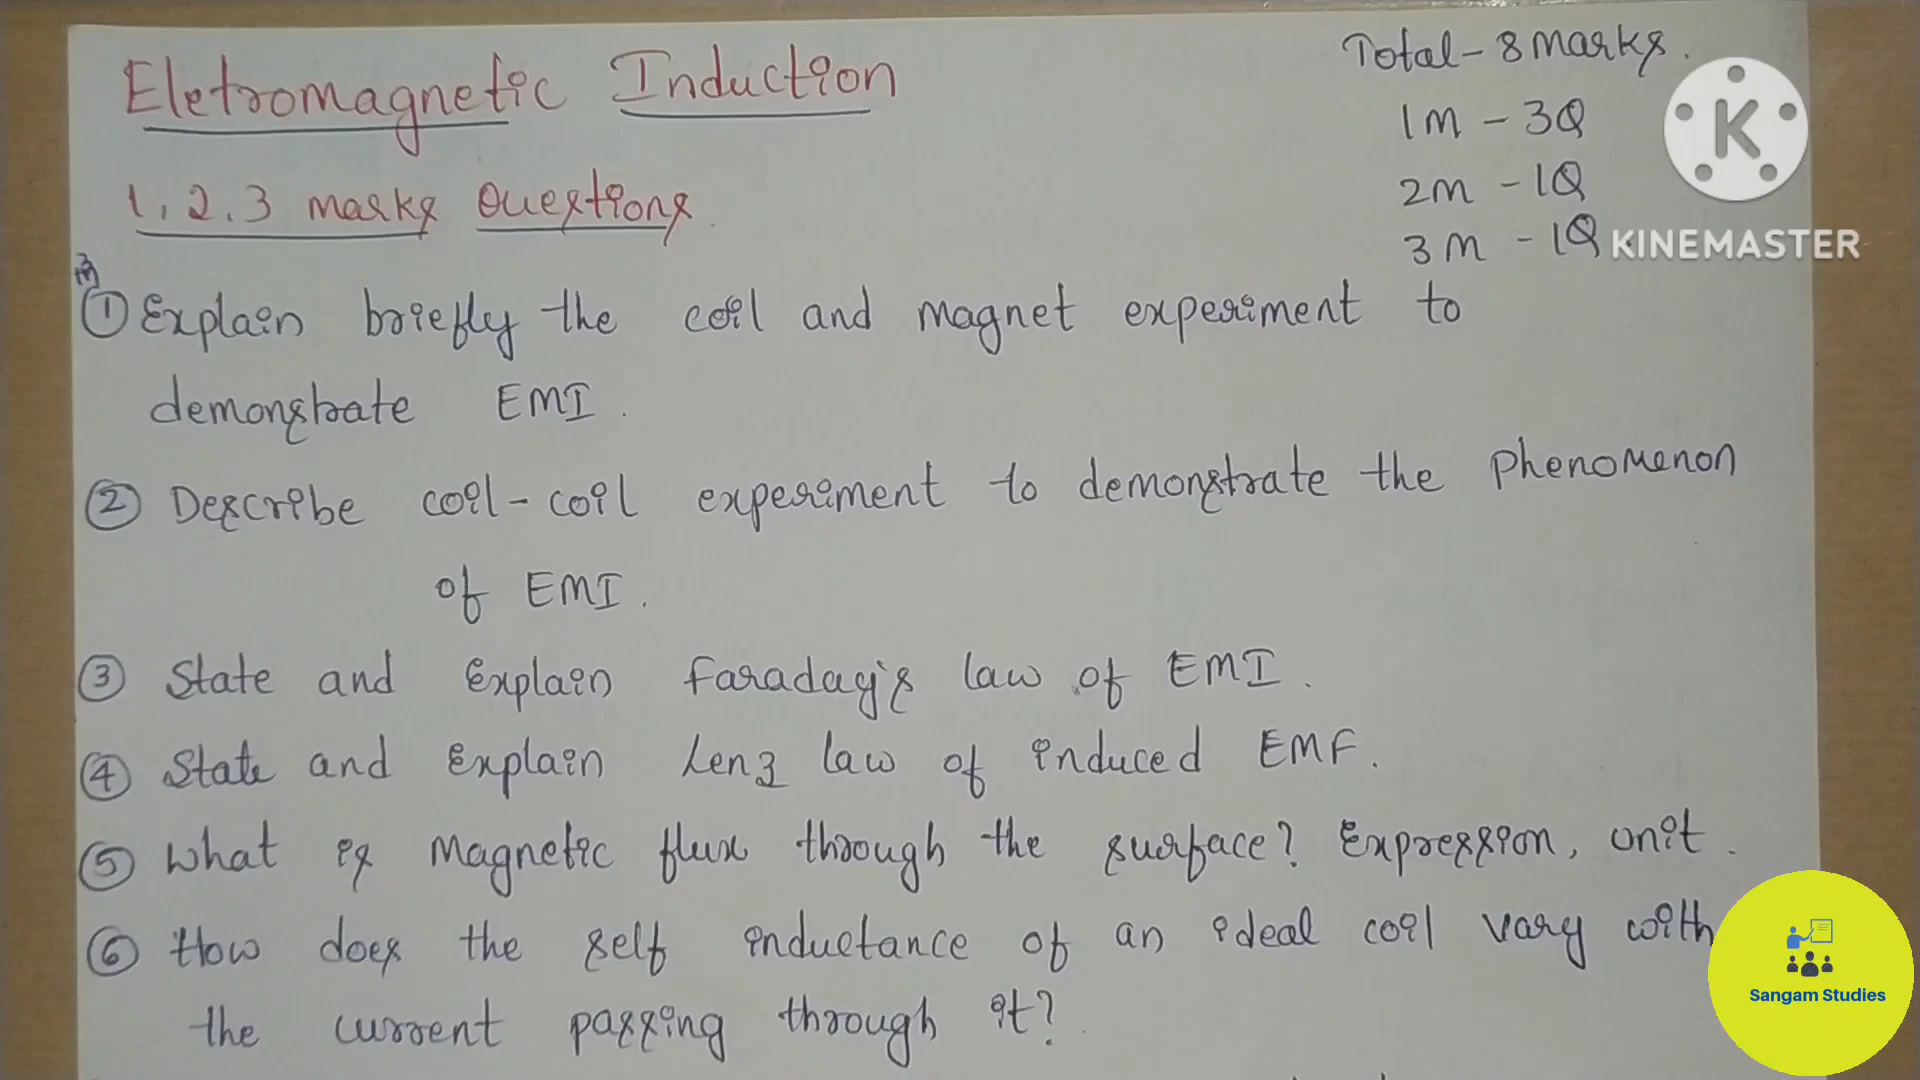 Eletromagnetic Induction
Total - 8 marks.
1M - 3Q
2M - 1Q
3M - 1Q
K
KINEMASTER
1, 2, 3 marks Questions.
3M
① Explain briefly the coil and magnet experiment to
demonstrate EMI.
② Describe coil-coil experiment to demonstrate the Phenomenon
of EMI.
③ State and Explain Faraday's law of EMI.
④ State and Explain Lenz law of induced EMF.
⑤ What is Magnetic flux through the surface? Expression, unit.
⑥ How does the self inductance of an ideal coil vary with
the current passing through it?
Sangam Studies